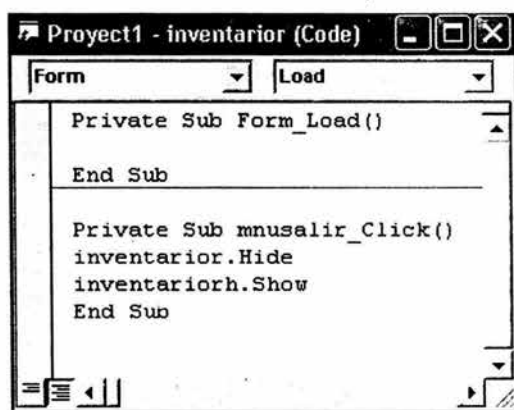 Proyect1 - inventarior (Code)
Form Load
Private Sub Form_Load()
End Sub
Private Sub mnusalir_Click()
inventarior.Hide
inventariorh.Show
End Sub